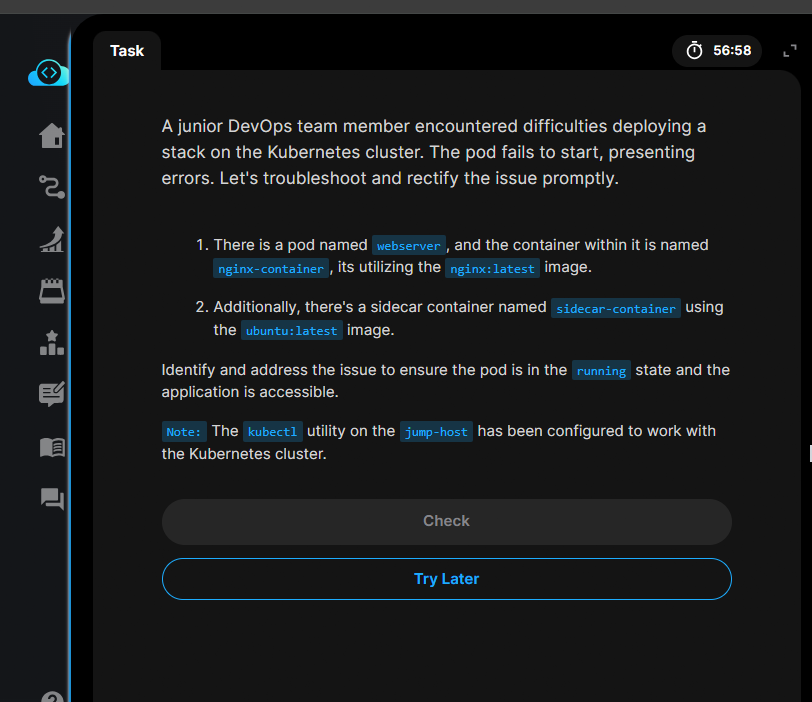 Task
56:58
A junior DevOps team member encountered difficulties deploying a
stack on the Kubernetes cluster. The pod fails to start, presenting
errors. Let's troubleshoot and rectify the issue promptly.
1. There is a pod named webserver, and the container within it is named
nginx-container, its utilizing the nginx:latest image.
2. Additionally, there's a sidecar container named sidecar-container using
the ubuntu:latest image.
Identify and address the issue to ensure the pod is in the running state and the
application is accessible.
Note: The kubectl utility on the jump-host has been configured to work with
the Kubernetes cluster.
Check
Try Later